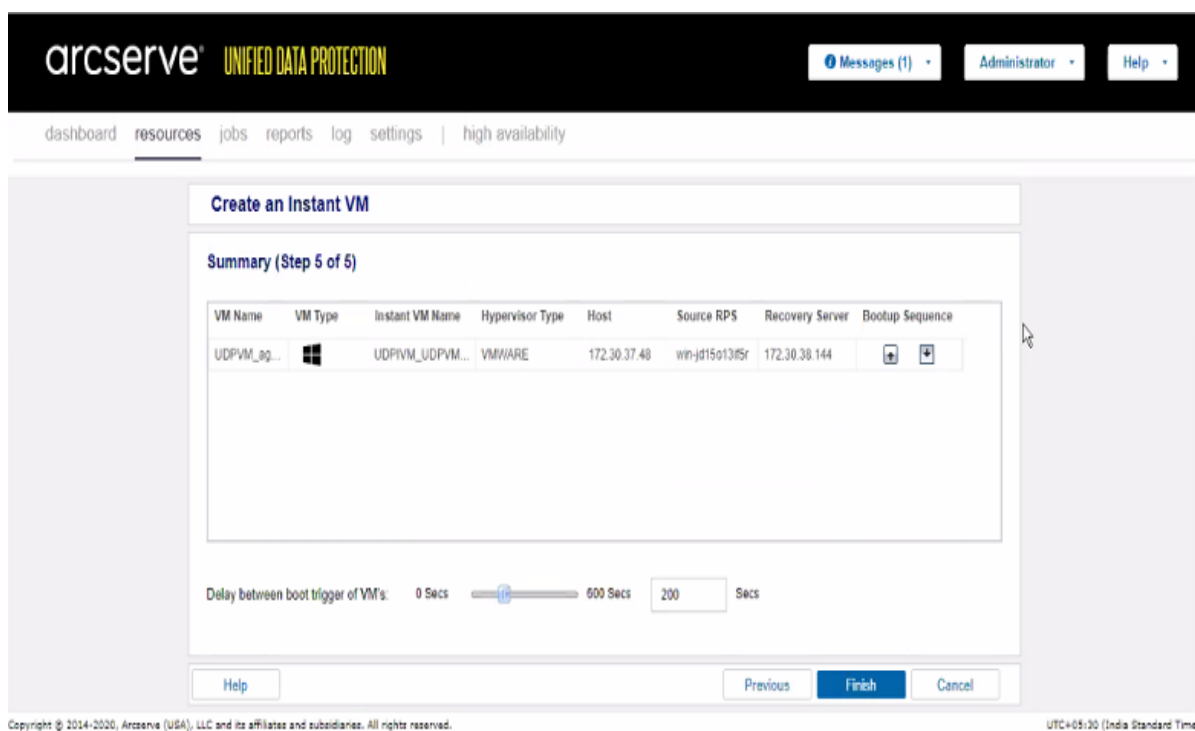 arcserve® UNIFIED DATA PROTECTION
Messages (1) Administrator Help
dashboard resources jobs reports log settings | high availability
Create an Instant VM
Summary (Step 5 of 5)
VM Name VM Type Instant VM Name Hypervisor Type Host Source RPS Recovery Server Bootup Sequence
UDPVM_ag... UDPIVM_UDPVM... VMWARE 172.30.37.48 172.30.38.144
Delay between boot trigger of VM's: 0 Secs 600 Secs 200 Secs
Help Previous Finish Cancel
Copyright © 2014-2020, Arcserve (USA), LLC and its affiliates and subsidiaries. All rights reserved. UTC+05:30 (India Standard Time